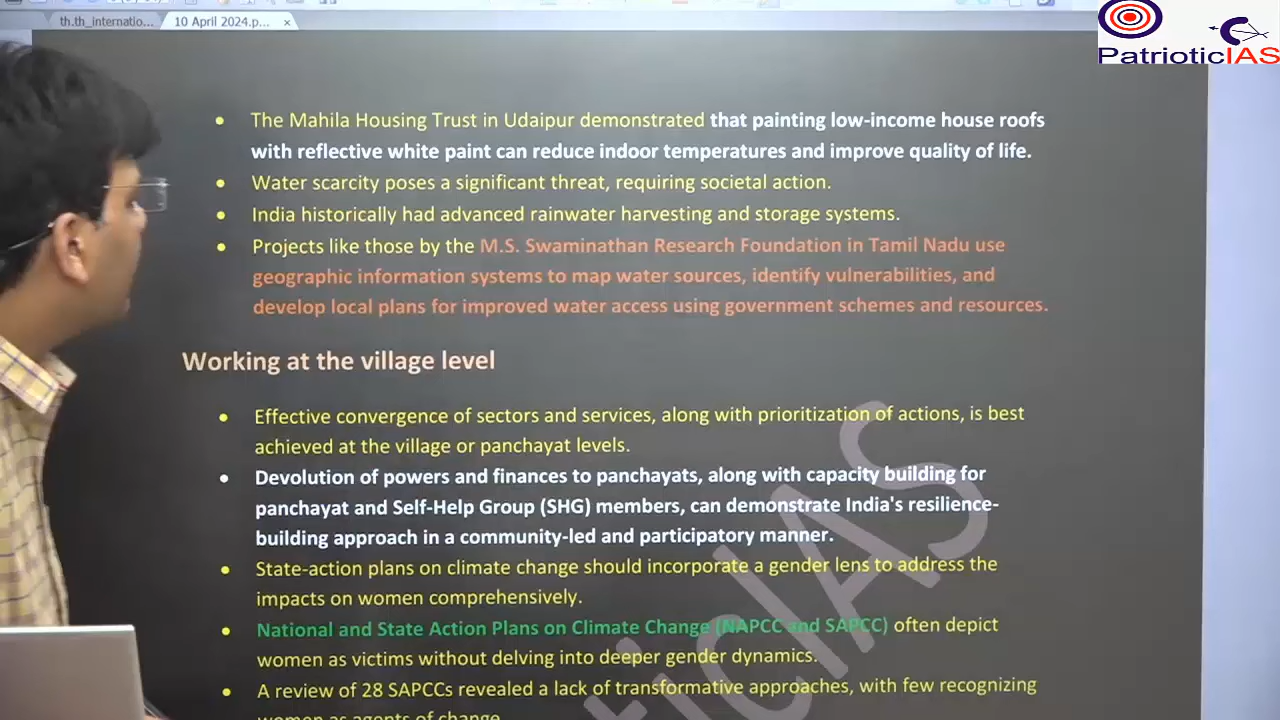 th.th_internatio...
10 April 2024.p...
×
PatrioticIAS
• The Mahila Housing Trust in Udaipur demonstrated that painting low-income house roofs
with reflective white paint can reduce indoor temperatures and improve quality of life.
• Water scarcity poses a significant threat, requiring societal action.
• India historically had advanced rainwater harvesting and storage systems.
• Projects like those by the M.S. Swaminathan Research Foundation in Tamil Nadu use
geographic information systems to map water sources, identify vulnerabilities, and
develop local plans for improved water access using government schemes and resources.
Working at the village level
• Effective convergence of sectors and services, along with prioritization of actions, is best
achieved at the village or panchayat levels.
• Devolution of powers and finances to panchayats, along with capacity building for
panchayat and Self-Help Group (SHG) members, can demonstrate India's resilience-
building approach in a community-led and participatory manner.
• State-action plans on climate change should incorporate a gender lens to address the
impacts on women comprehensively.
• National and State Action Plans on Climate Change (NAPCC and SAPCC) often depict
women as victims without delving into deeper gender dynamics.
• A review of 28 SAPCCs revealed a lack of transformative approaches, with few recognizing
women as agents of change.
ticIAS